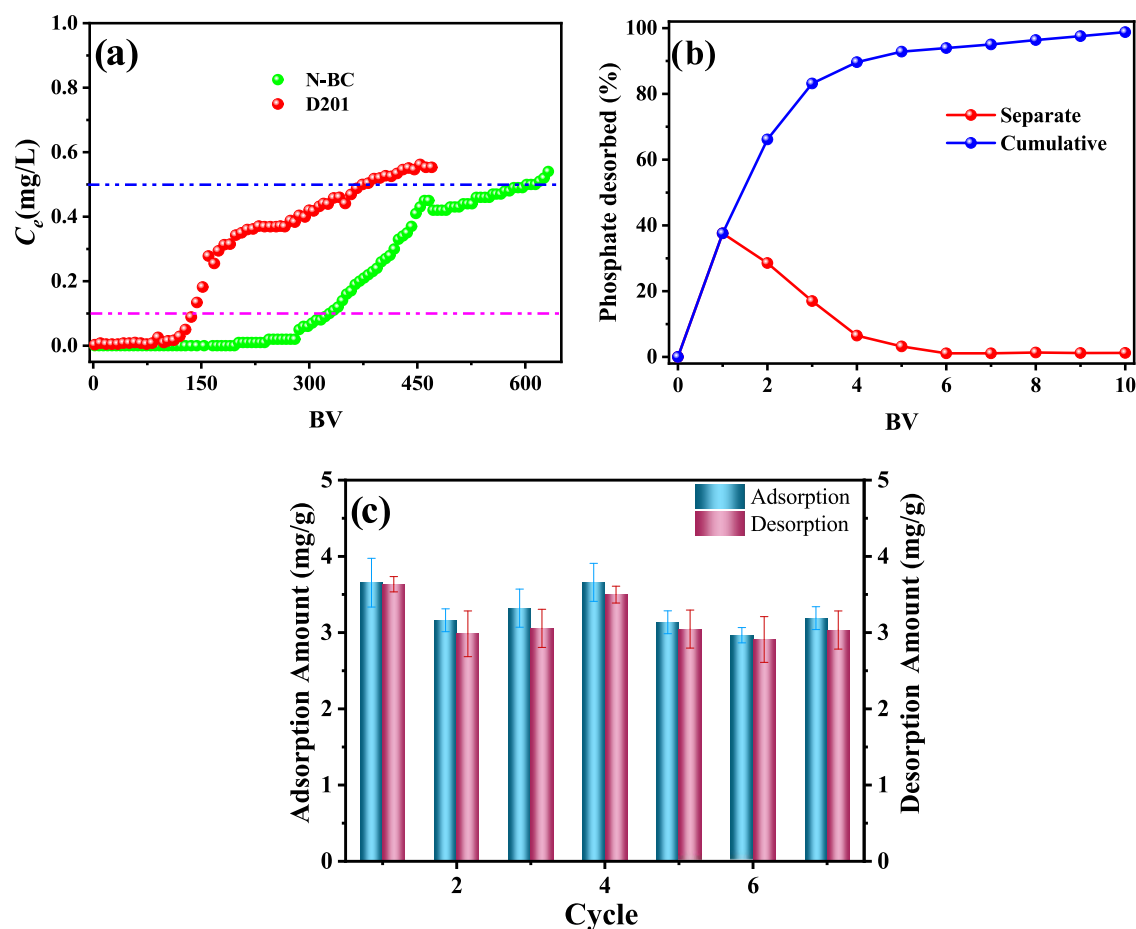 (a)
N-BC
D201
Ce(mg/L)
1.0
0.8
0.6
0.4
0.2
0.0
0 150 300 450 600
BV
(b)
Separate
Cumulative
Phosphate desorbed (%)
100
80
60
40
20
0
0 2 4 6 8 10
BV
(c)
Adsorption
Desorption
Adsorption Amount (mg/g)
5
4
3
2
1
0
Desorption Amount (mg/g)
5
4
3
2
1
0
2 4 6
Cycle